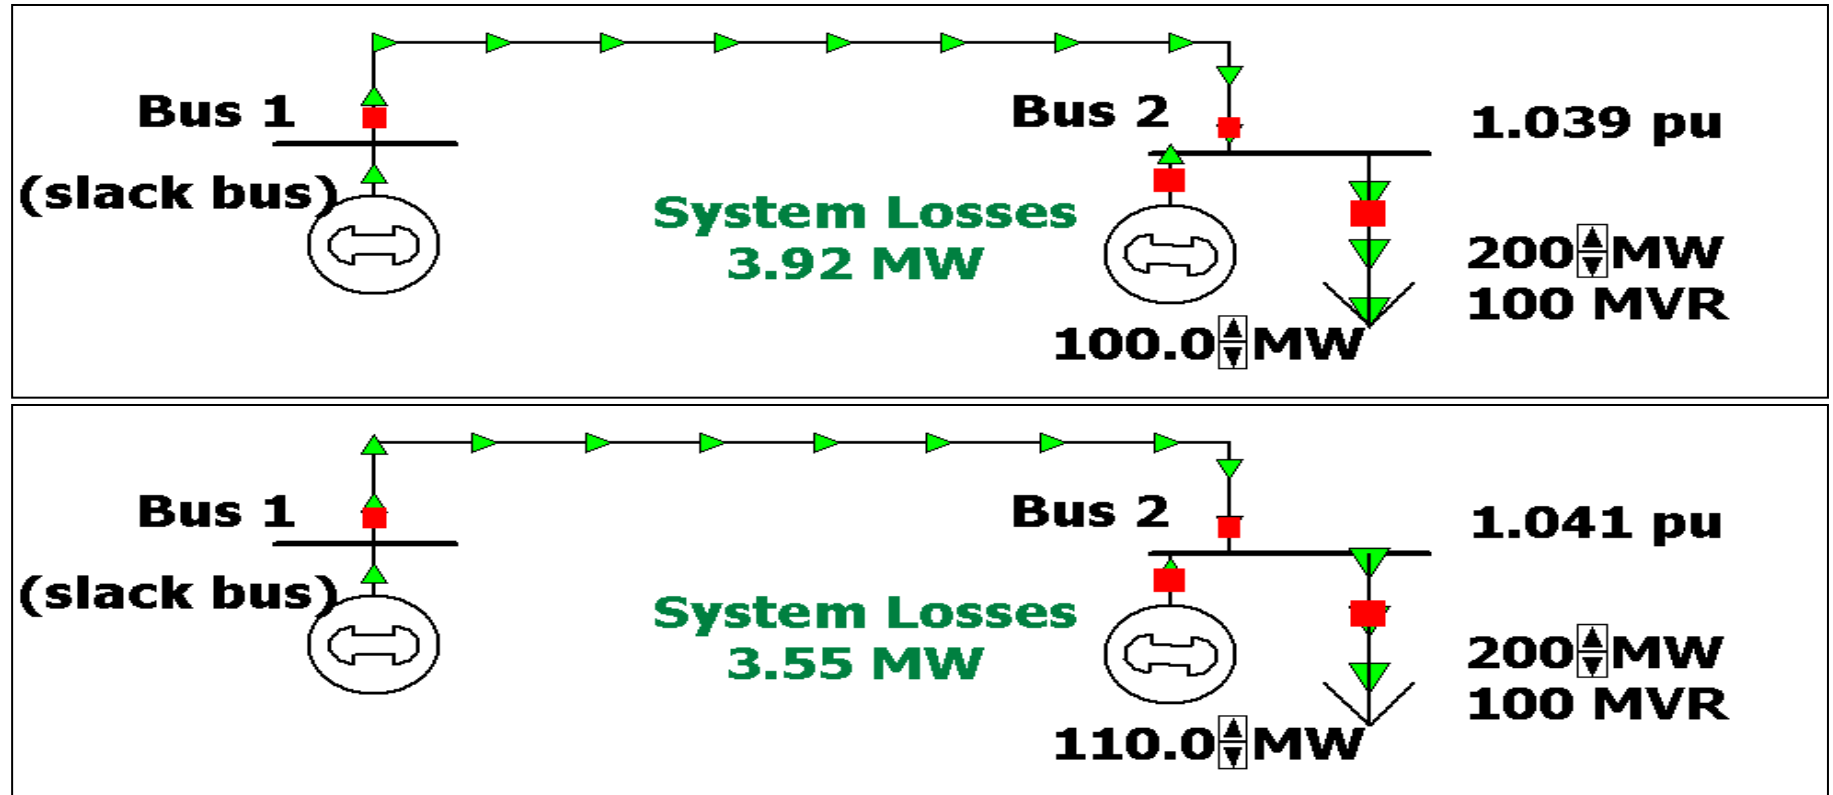 Bus 1
Bus 2
1.039 pu
(slack bus)
System Losses
3.92 MW
200 MW
100 MVR
100.0 MW
Bus 1
Bus 2
1.041 pu
(slack bus)
System Losses
3.55 MW
200 MW
100 MVR
110.0 MW